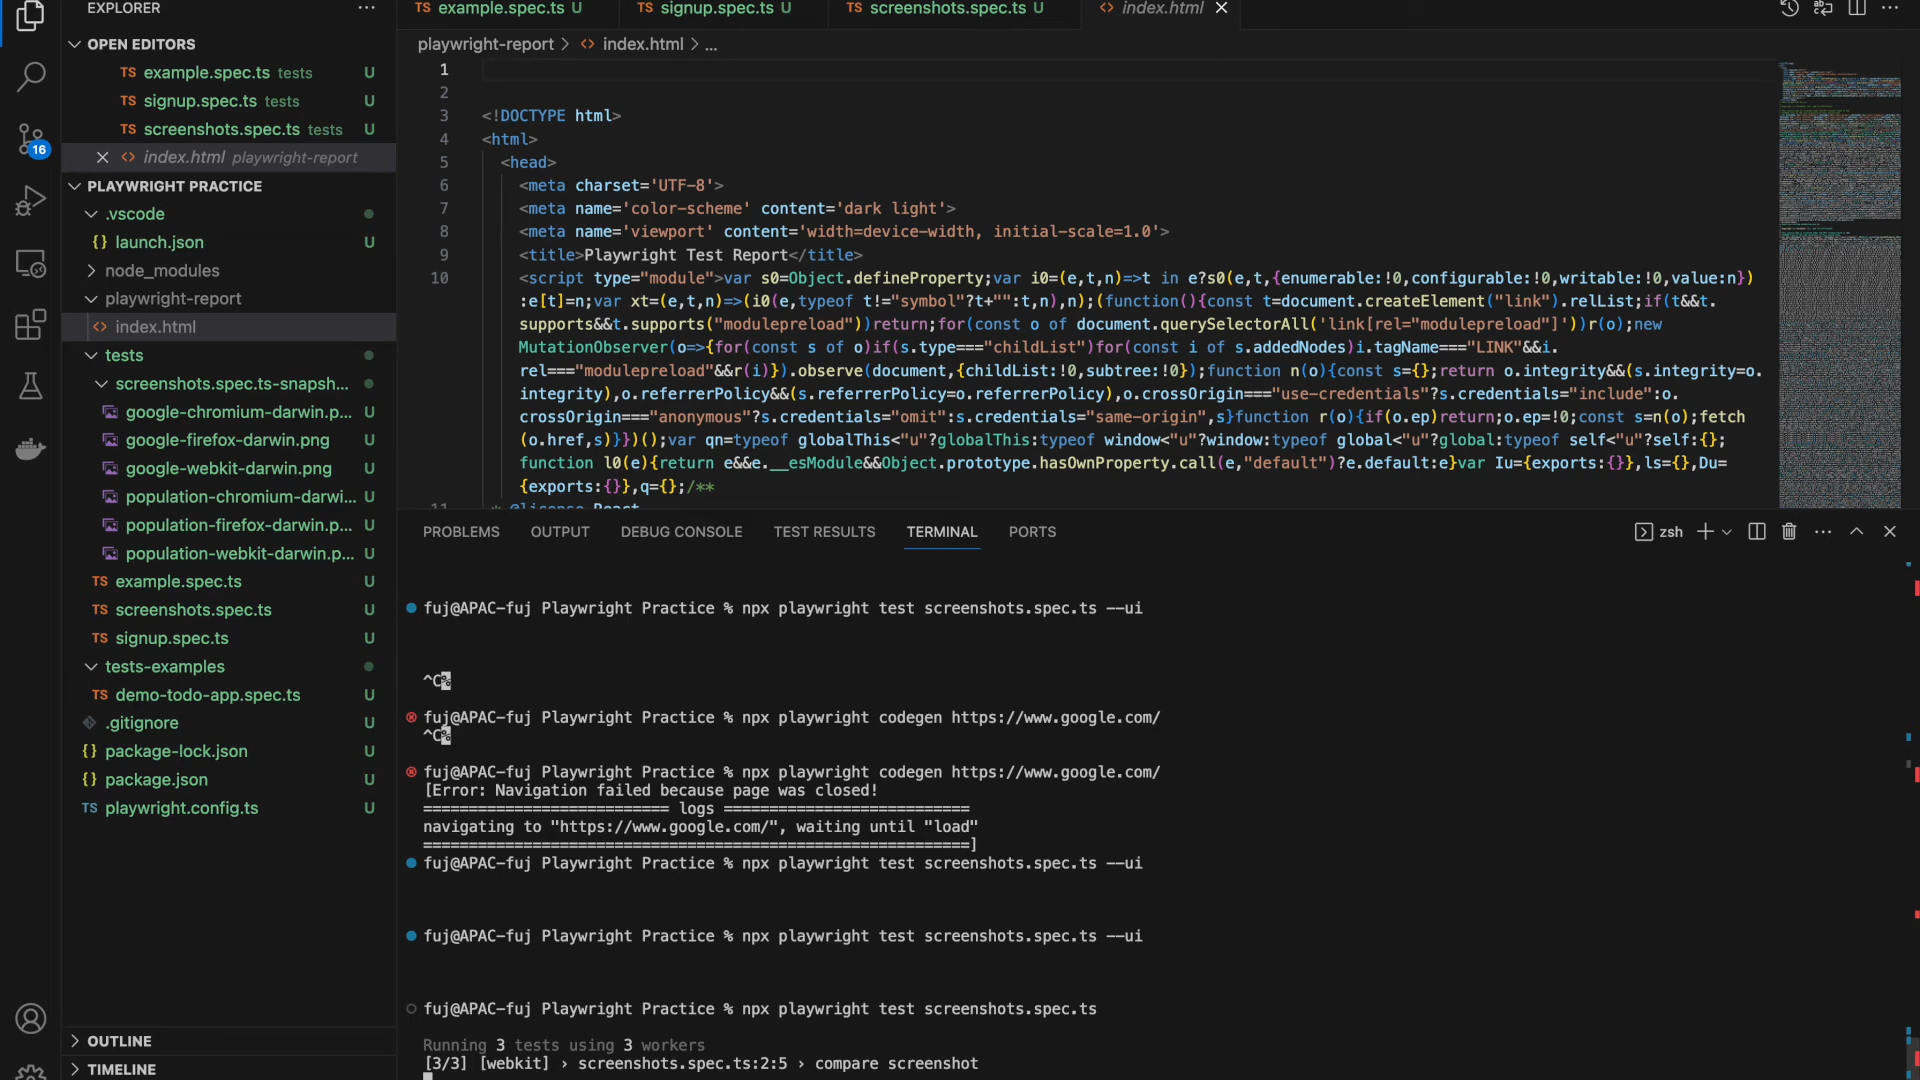 EXPLORER
OPEN EDITORS
TS example.spec.ts tests U
TS signup.spec.ts tests U
TS screenshots.spec.ts tests U
<> index.html playwright-report
PLAYWRIGHT PRACTICE
.vscode
{} launch.json U
node_modules
playwright-report
<> index.html
tests
screenshots.spec.ts-snapsh...
google-chromium-darwin.p... U
google-firefox-darwin.png U
google-webkit-darwin.png U
population-chromium-darwi... U
population-firefox-darwin.p... U
population-webkit-darwin.p... U
TS example.spec.ts U
TS screenshots.spec.ts U
TS signup.spec.ts U
tests-examples
TS demo-todo-app.spec.ts U
.gitignore U
{} package-lock.json U
{} package.json U
TS playwright.config.ts U
OUTLINE
TIMELINE
16
TS example.spec.ts U TS signup.spec.ts U TS screenshots.spec.ts U <> index.html
playwright-report > <> index.html > ...
1
2
3 <!DOCTYPE html>
4 <html>
5 <head>
6 <meta charset='UTF-8'>
7 <meta name='color-scheme' content='dark light'>
8 <meta name='viewport' content='width=device-width, initial-scale=1.0'>
9 <title>Playwright Test Report</title>
10 <script type="module">var s0=Object.defineProperty;var i0=(e,t,n)=>t in e?s0(e,t,{enumerable:!0,configurable:!0,writable:!0,value:n})
:e[t]=n;var xt=(e,t,n)=>(i0(e,typeof t!="symbol"?t+"":t,n),n);(function(){const t=document.createElement("link").relList;if(t&&t.
supports&&t.supports("modulepreload"))return;for(const o of document.querySelectorAll('link[rel="modulepreload"]'))r(o);new
MutationObserver(o=>{for(const s of o)if(s.type==="childList")for(const i of s.addedNodes)i.tagName==="LINK"&&i.
rel==="modulepreload"&&r(i)}).observe(document,{childList:!0,subtree:!0});function n(o){const s={};return o.integrity&&(s.integrity=o.
integrity),o.referrerPolicy&&(s.referrerPolicy=o.referrerPolicy),o.crossOrigin==="use-credentials"?s.credentials="include":o.
crossOrigin==="anonymous"?s.credentials="omit":s.credentials="same-origin",s}function r(o){if(o.ep)return;o.ep=!0;const s=n(o);fetch
(o.href,s)}})();var qn=typeof globalThis<"u"?globalThis:typeof window<"u"?window:typeof global<"u"?global:typeof self<"u"?self:{};
function l0(e){return e&&e.__esModule&&Object.prototype.hasOwnProperty.call(e,"default")?e.default:e}var Iu={exports:{}},ls={},Du=
{exports:{}},q={};/**
11 * @license React
PROBLEMS OUTPUT DEBUG CONSOLE TEST RESULTS TERMINAL PORTS zsh
fuj@APAC-fuj Playwright Practice % npx playwright test screenshots.spec.ts --ui
^C%
fuj@APAC-fuj Playwright Practice % npx playwright codegen https://www.google.com/
^C%
fuj@APAC-fuj Playwright Practice % npx playwright codegen https://www.google.com/
[Error: Navigation failed because page was closed!
=========================== logs ===========================
navigating to "https://www.google.com/", waiting until "load"
============================================================]
fuj@APAC-fuj Playwright Practice % npx playwright test screenshots.spec.ts --ui
fuj@APAC-fuj Playwright Practice % npx playwright test screenshots.spec.ts --ui
fuj@APAC-fuj Playwright Practice % npx playwright test screenshots.spec.ts
Running 3 tests using 3 workers
[3/3] [webkit] › screenshots.spec.ts:2:5 › compare screenshot